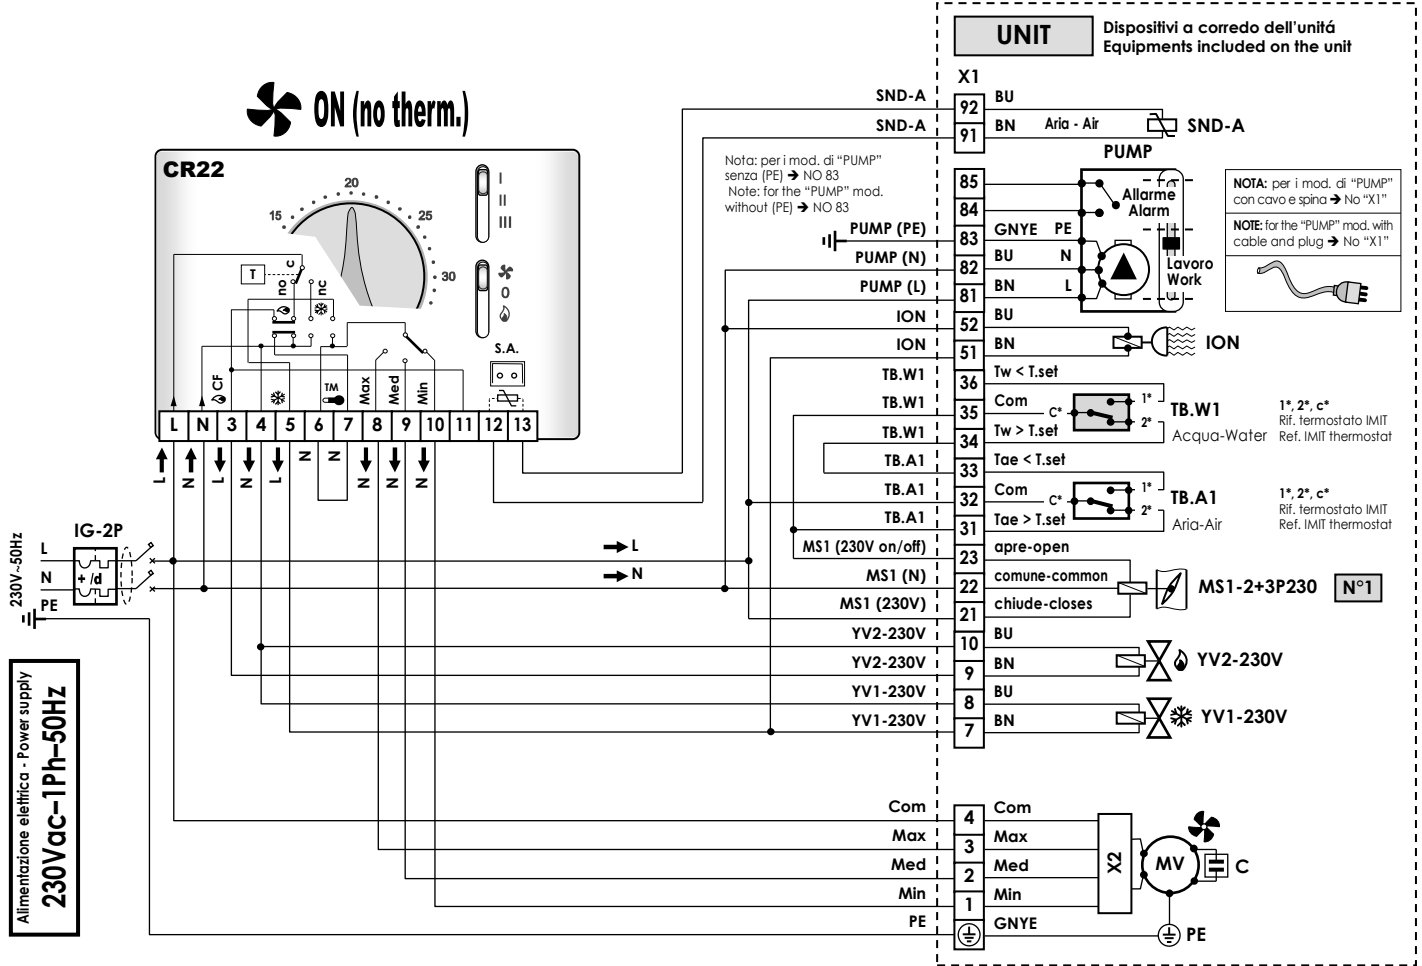 UNIT
Dispositivi a corredo dell'unitá
Equipments included on the unit
ON (no therm.)
CR22
15
20
25
30
I
II
III
0
T
c
no
nc
S.A.
CF
TM
Max
Med
Min
L
N
3
4
5
6
7
8
9
10
11
12
13
L
N
L
N
L
N
N
N
N
N
IG-2P
L
N
PE
230V~50Hz
+ /d
Alimentazione elettrica - Power supply
230Vac–1Ph–50Hz
L
N
Nota: per i mod. di "PUMP"
senza (PE) ➔ NO 83
Note: for the "PUMP" mod.
without (PE) ➔ NO 83
X1
SND-A 92 BU
SND-A 91 BN
Aria - Air
SND-A
PUMP
85
84
Allarme
Alarm
PUMP (PE) 83 GNYE PE
PUMP (N) 82 BU N
PUMP (L) 81 BN L
Lavoro
Work
NOTA: per i mod. di "PUMP"
con cavo e spina ➔ No "X1"
NOTE: for the "PUMP" mod. with
cable and plug ➔ No "X1"
ION 52 BU
ION 51 BN
ION
TB.W1 36 Tw < T.set
TB.W1 35 Com C*
TB.W1 34 Tw > T.set
1*
2*
TB.W1
Acqua-Water
1*, 2*, c*
Rif. termostato IMIT
Ref. IMIT thermostat
TB.A1 33 Tae < T.set
TB.A1 32 Com C*
TB.A1 31 Tae > T.set
1*
2*
TB.A1
Aria-Air
1*, 2*, c*
Rif. termostato IMIT
Ref. IMIT thermostat
MS1 (230V on/off) 23 apre-open
MS1 (N) 22 comune-common
MS1 (230V) 21 chiude-closes
MS1-2+3P230
N°1
YV2-230V 10 BU
YV2-230V 9 BN
YV2-230V
YV1-230V 8 BU
YV1-230V 7 BN
YV1-230V
Com 4 Com
Max 3 Max
Med 2 Med
Min 1 Min
PE GNYE
X2
MV
C
PE